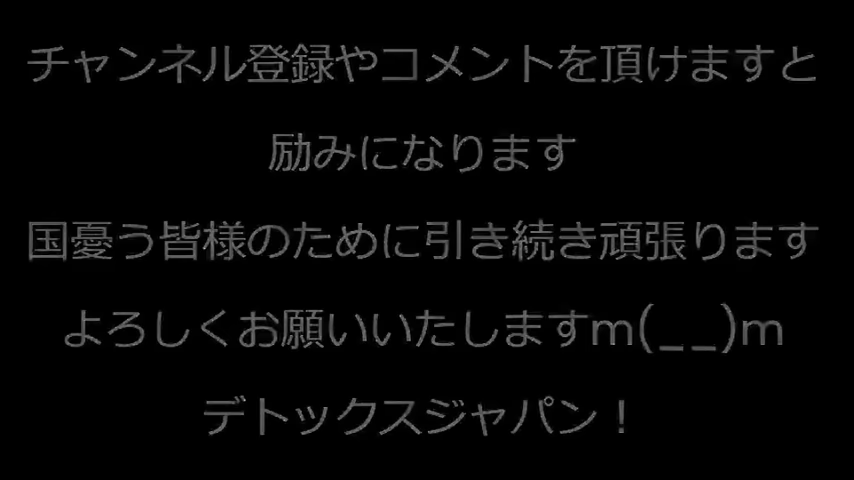 チャンネル登録やコメントを頂けますと
励みになります
国憂う皆様のために引き続き頑張ります
よろしくお願いいたしますm(__)m
デトックスジャパン！